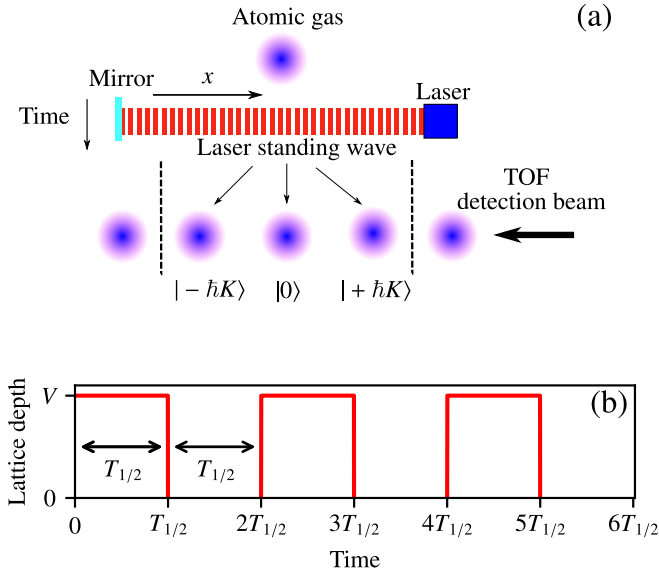 (a)
Atomic gas
Mirror
x
Laser
Time
Laser standing wave
TOF
detection beam
| − ℏK⟩ |0⟩ | + ℏK⟩
(b)
Lattice depth
V
0
T1/2 T1/2
0 T1/2 2T1/2 3T1/2 4T1/2 5T1/2 6T1/2
Time